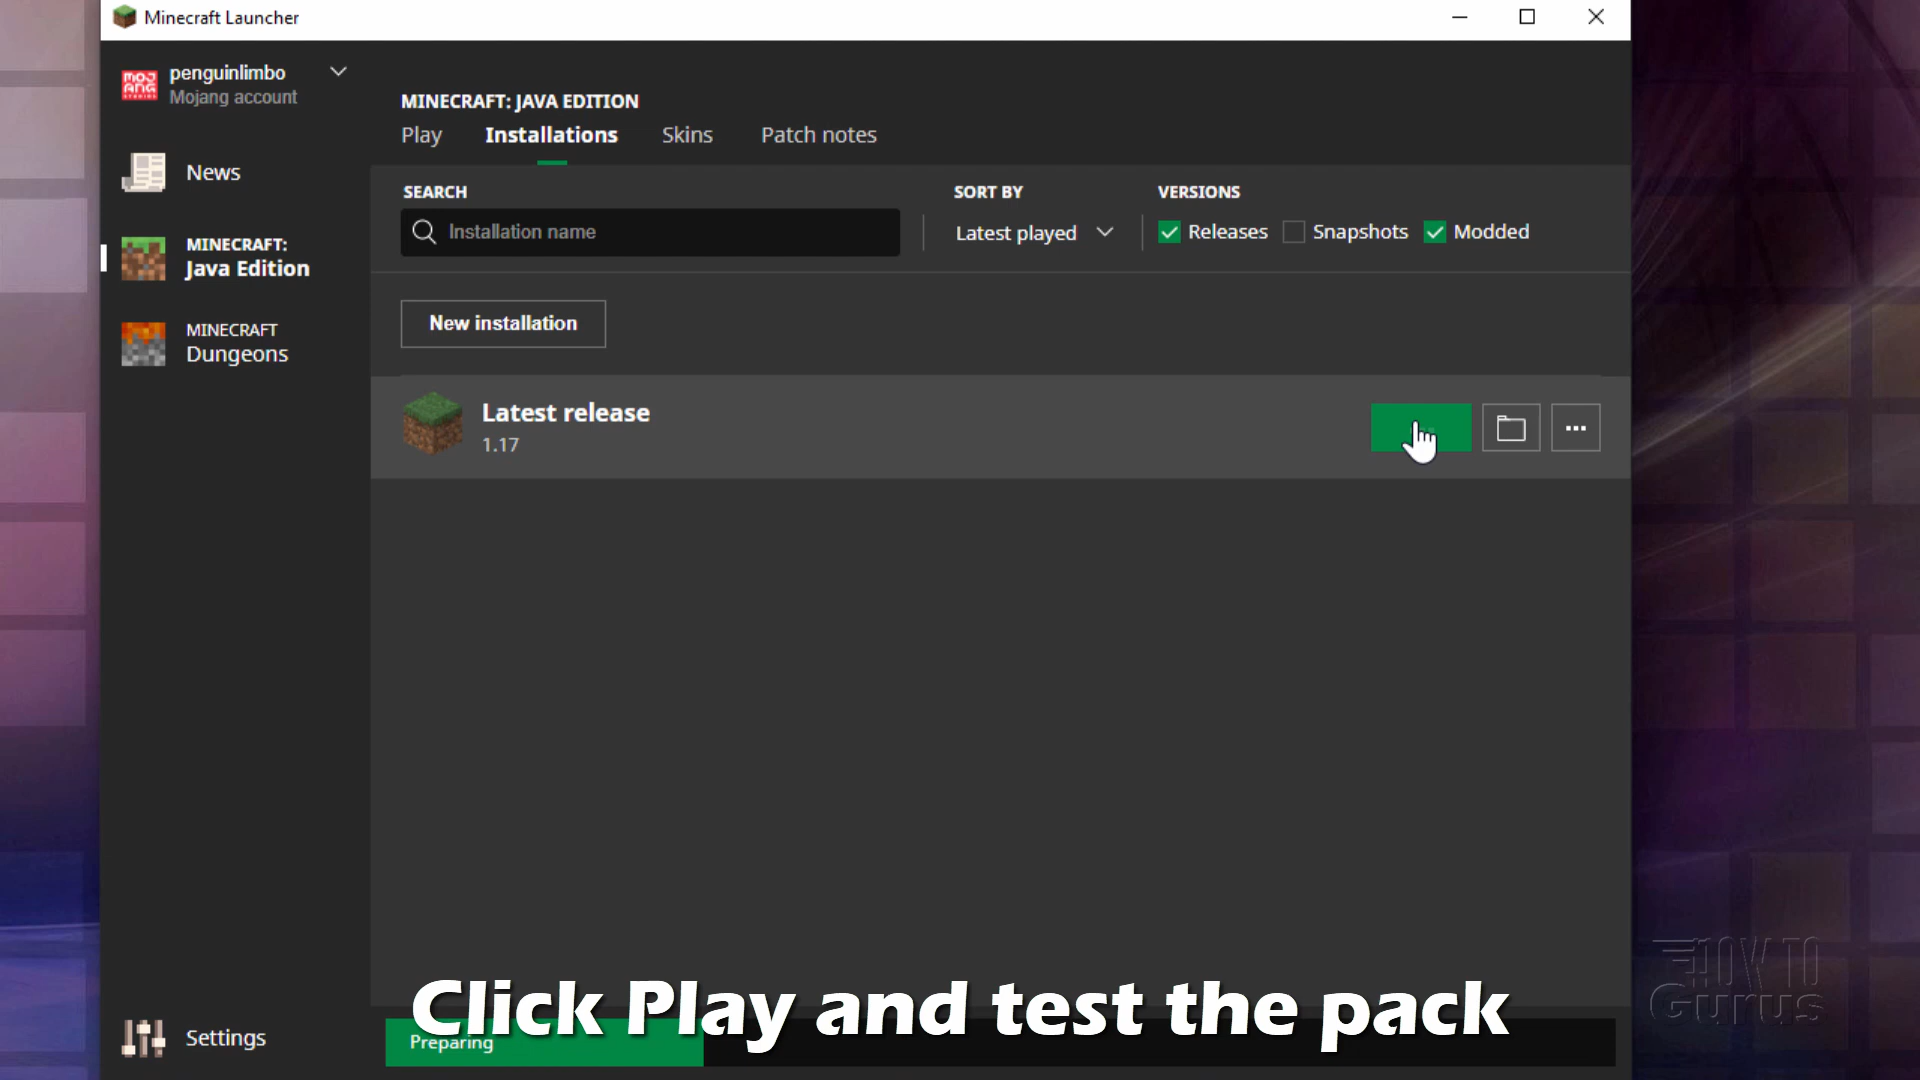 Minecraft Launcher
penguinlimbo
Mojang account
News
MINECRAFT:
Java Edition
MINECRAFT
Dungeons
Settings
MINECRAFT: JAVA EDITION
Play Installations Skins Patch notes
SEARCH
Installation name
SORT BY
Latest played
VERSIONS
Releases Snapshots Modded
New installation
Latest release
1.17
Click Play and test the pack
Preparing
HOW TO
Gurus